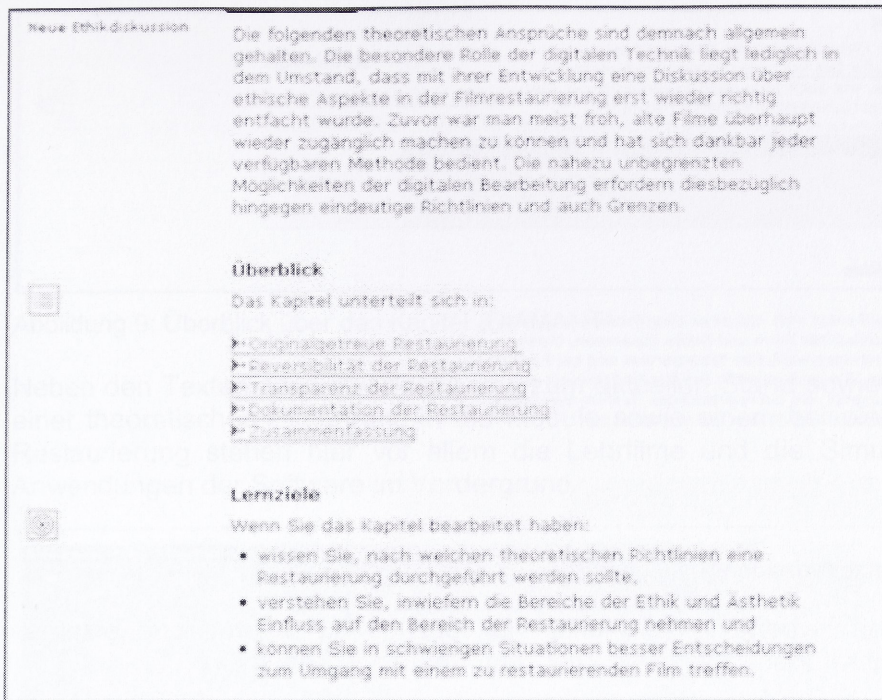 Neue Ethikdiskussion
Die folgenden theoretischen Ansprüche sind demnach allgemein
gehalten. Die besondere Rolle der digitalen Technik liegt lediglich in
dem Umstand, dass mit ihrer Entwicklung eine Diskussion über
ethische Aspekte in der Filmrestaurierung erst wieder richtig
entfacht wurde. Zuvor war man meist froh, alte Filme überhaupt
wieder zugänglich machen zu können und hat sich dankbar jeder
verfügbaren Methode bedient. Die nahezu unbegrenzten
Möglichkeiten der digitalen Bearbeitung erfordern diesbezüglich
hingegen eindeutige Richtlinien und auch Grenzen.
Überblick
Das Kapitel unterteilt sich in:
Originalgetreue Restaurierung
Reversibilität der Restaurierung
Transparenz der Restaurierung
Dokumentation der Restaurierung
Zusammenfassung
Lernziele
Wenn Sie das Kapitel bearbeitet haben:
• wissen Sie, nach welchen theoretischen Richtlinien eine
Restaurierung durchgeführt werden sollte,
• verstehen Sie, inwiefern die Bereiche der Ethik und Ästhetik
Einfluss auf den Bereich der Restaurierung nehmen und
• können Sie in schwierigen Situationen besser Entscheidungen
zum Umgang mit einem zu restaurierenden Film treffen.